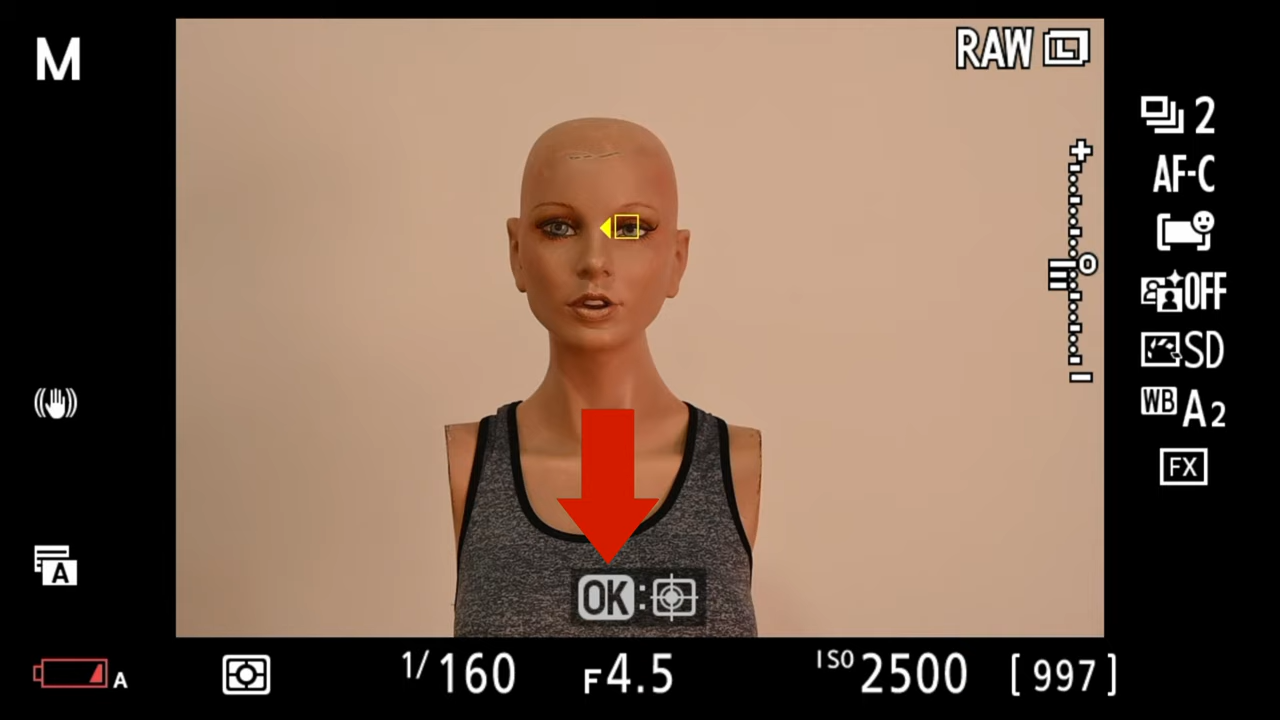 M
RAW L
2
AF-C
OFF
SD
WB A2
FX
A
OK :
A
1/160
F4.5
ISO 2500
[997]